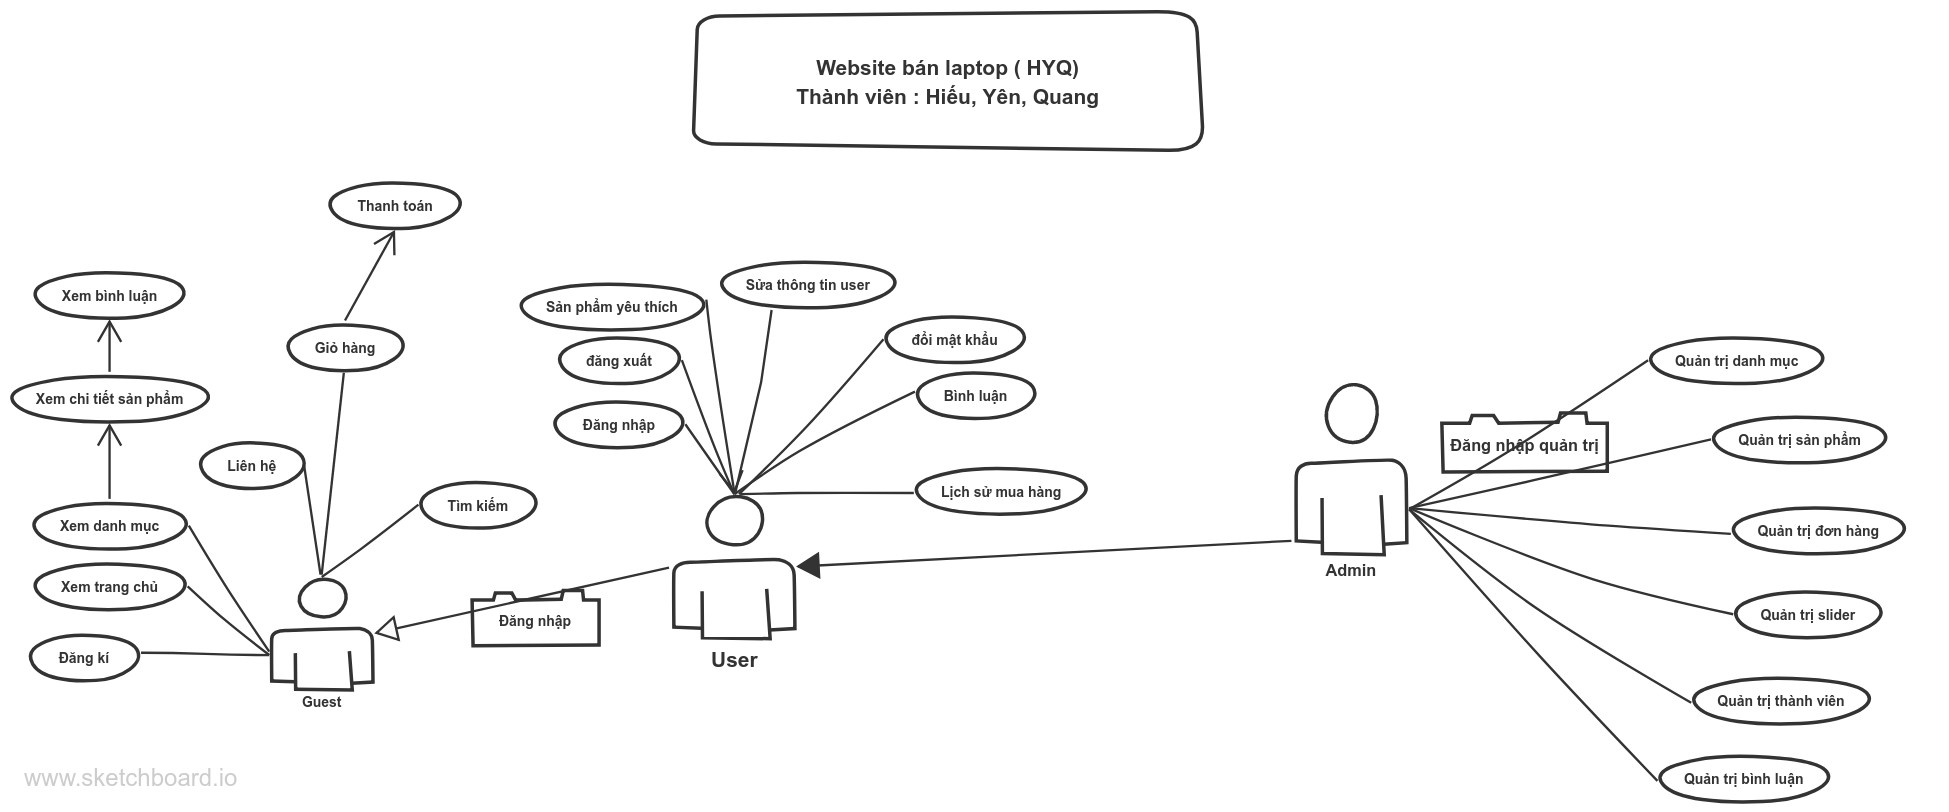 Website bán laptop ( HYQ)
Thành viên : Hiếu, Yên, Quang
Thanh toán
Xem bình luận
Giỏ hàng
Xem chi tiết sản phẩm
Liên hệ
Tìm kiếm
Xem danh mục
Xem trang chủ
Đăng kí
Guest
Sản phẩm yêu thích
Sửa thông tin user
đăng xuất
đổi mật khẩu
Đăng nhập
Bình luận
Lịch sử mua hàng
Đăng nhập
User
Đăng nhập quản trị
Admin
Quản trị danh mục
Quản trị sản phẩm
Quản trị đơn hàng
Quản trị slider
Quản trị thành viên
Quản trị bình luận
www.sketchboard.io